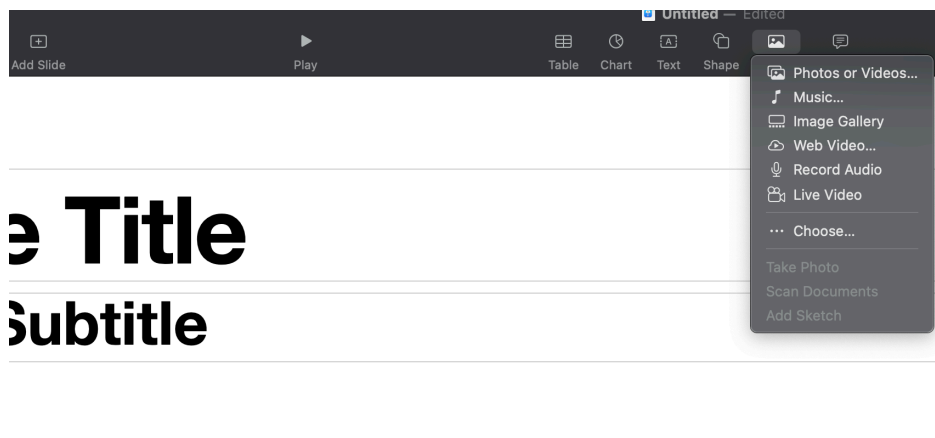 Untitled — Edited
Add Slide
Play
Table
Chart
Text
Shape
Photos or Videos...
Music...
Image Gallery
Web Video...
Record Audio
Live Video
Choose...
Take Photo
Scan Documents
Add Sketch
e Title
Subtitle